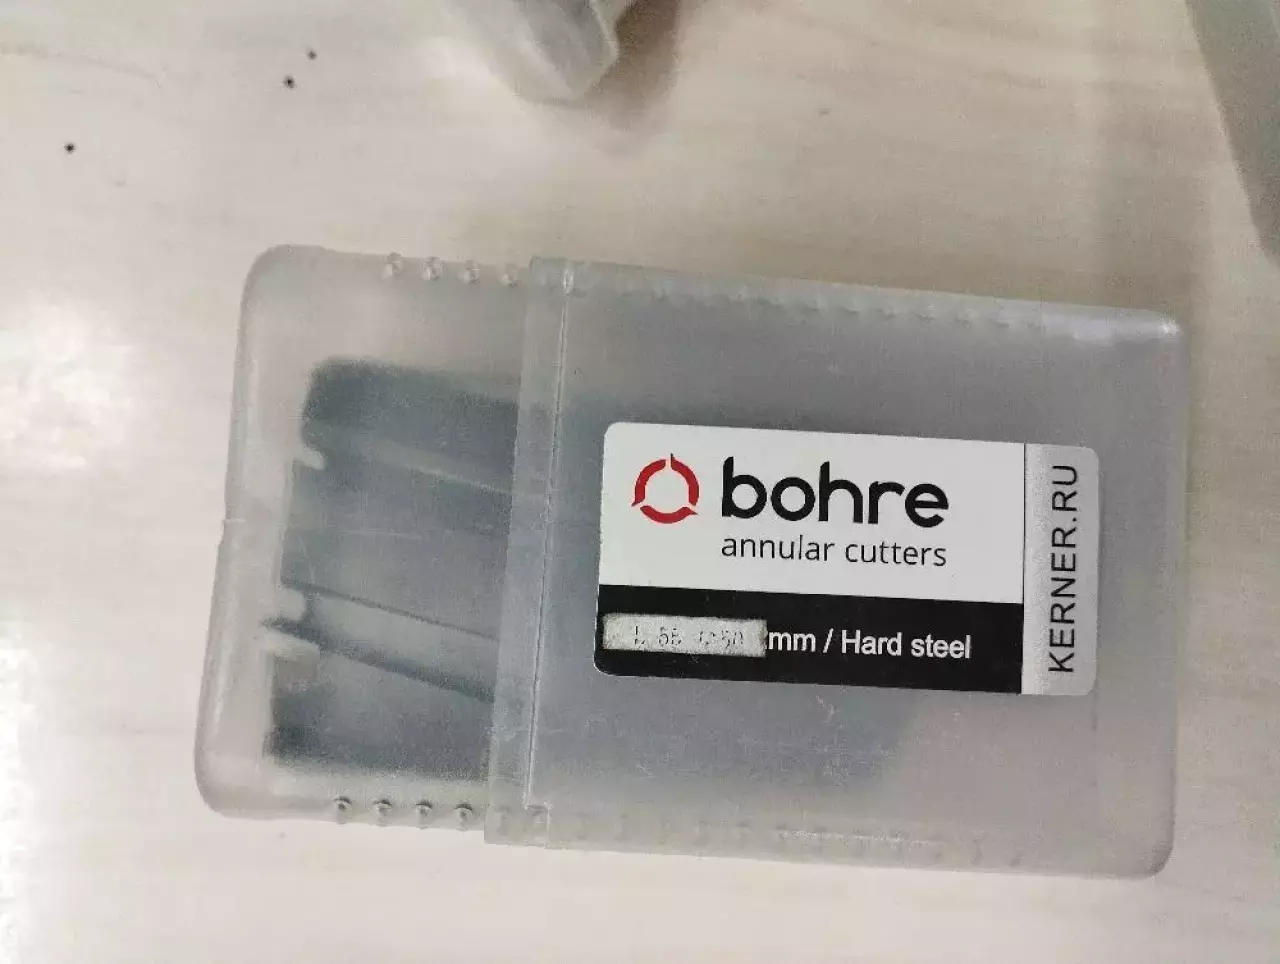 bohre
annular cutters
mm / Hard steel
KERNER.RU